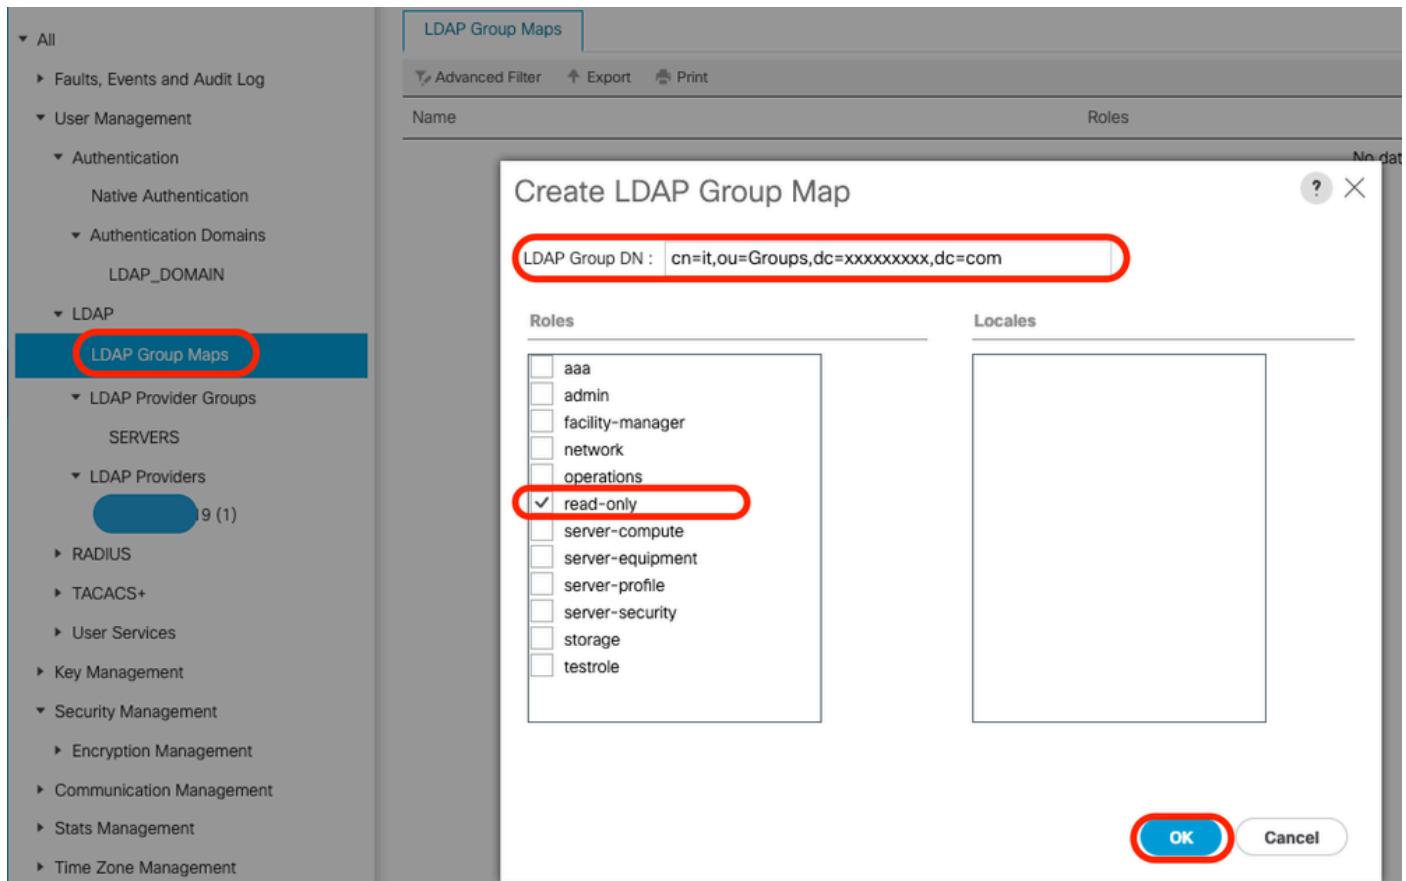 All
Faults, Events and Audit Log
User Management
Authentication
Native Authentication
Authentication Domains
LDAP_DOMAIN
LDAP
LDAP Group Maps
LDAP Provider Groups
SERVERS
LDAP Providers
9 (1)
RADIUS
TACACS+
User Services
Key Management
Security Management
Encryption Management
Communication Management
Stats Management
Time Zone Management
LDAP Group Maps
Advanced Filter Export Print
Name Roles
No dat
Create LDAP Group Map ?
LDAP Group DN : cn=it,ou=Groups,dc=xxxxxxxxx,dc=com
Roles
aaa
admin
facility-manager
network
operations
read-only
server-compute
server-equipment
server-profile
server-security
storage
testrole
Locales
OK Cancel